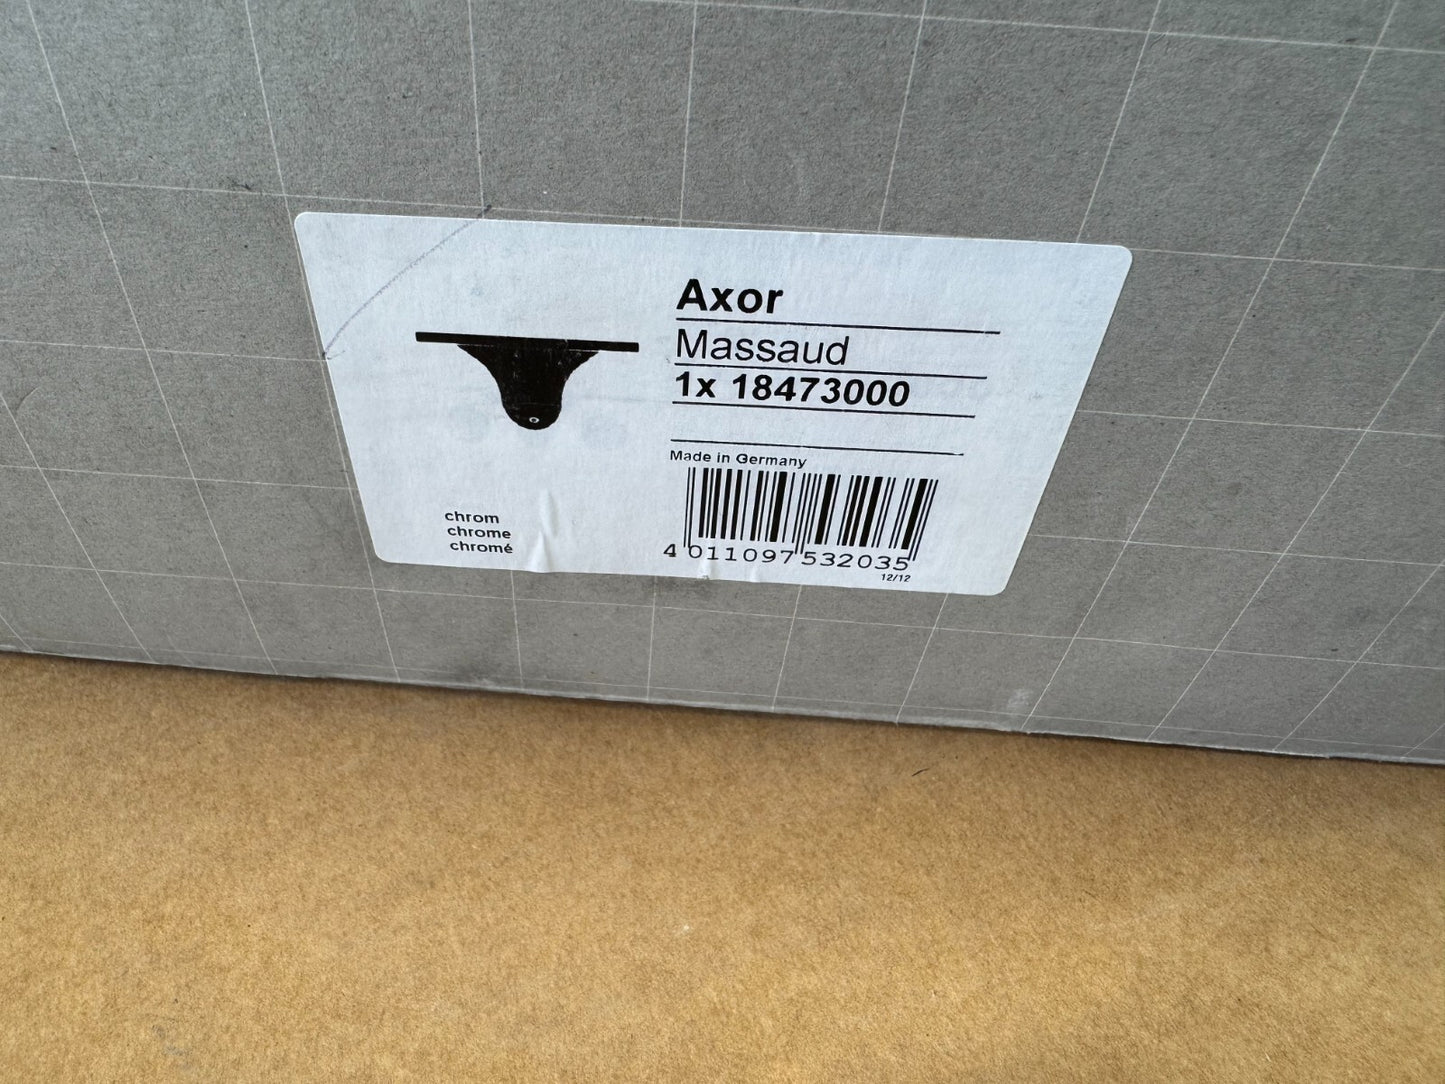 Axor
Massaud
1x 18473000
Made in Germany
chrom
chrome
chromé
4 011097 532035
12/12